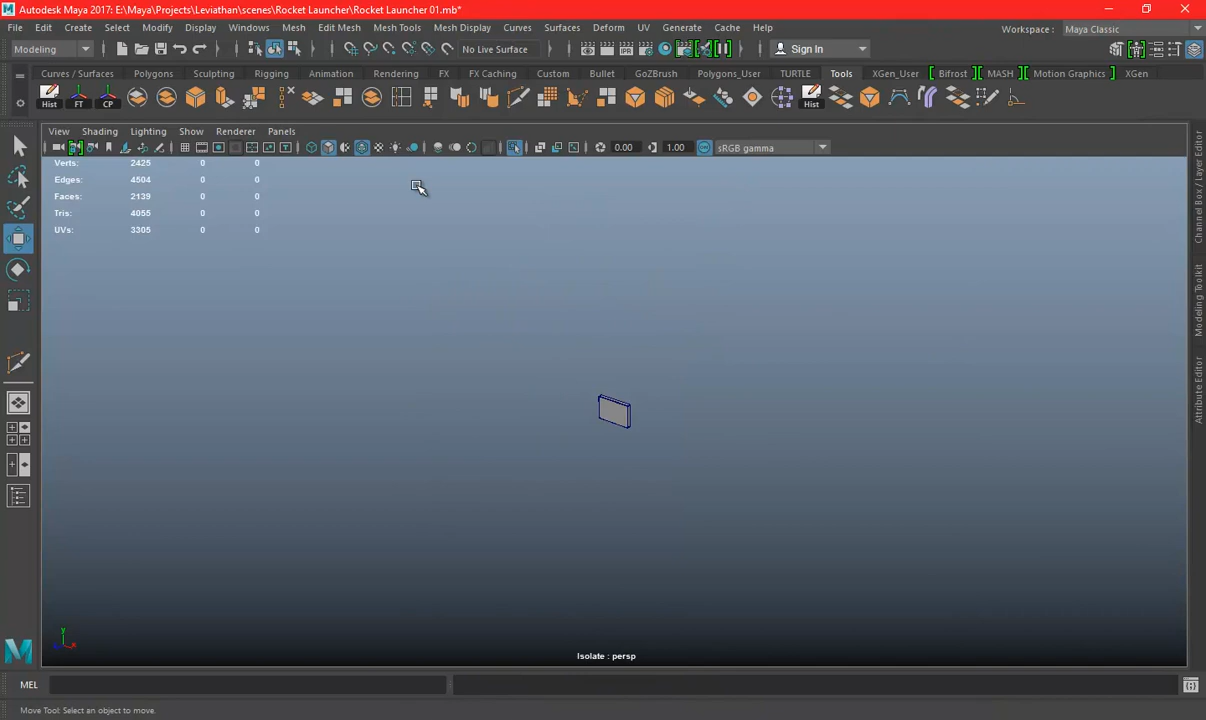 Autodesk Maya 2017: E:\Maya\Projects\Leviathan\scenes\Rocket Launcher\Rocket Launcher 01.mb*
File Edit Create Select Modify Display Windows Mesh Edit Mesh Mesh Tools Mesh Display Curves Surfaces Deform UV Generate Cache Help Workspace : Maya Classic
Modeling No Live Surface Sign In
Curves / Surfaces Polygons Sculpting Rigging Animation Rendering FX FX Caching Custom Bullet GoZBrush Polygons_User TURTLE Tools XGen_User Bifrost MASH Motion Graphics XGen
Hist FT CP Hist
View Shading Lighting Show Renderer Panels
0.00 1.00 sRGB gamma
Verts: 2425 0 0
Edges: 4504 0 0
Faces: 2139 0 0
Tris: 4055 0 0
UVs: 3305 0 0
Channel Box / Layer Editor
Modeling Toolkit
Attribute Editor
y
x
Isolate : persp
MEL
Move Tool: Select an object to move.